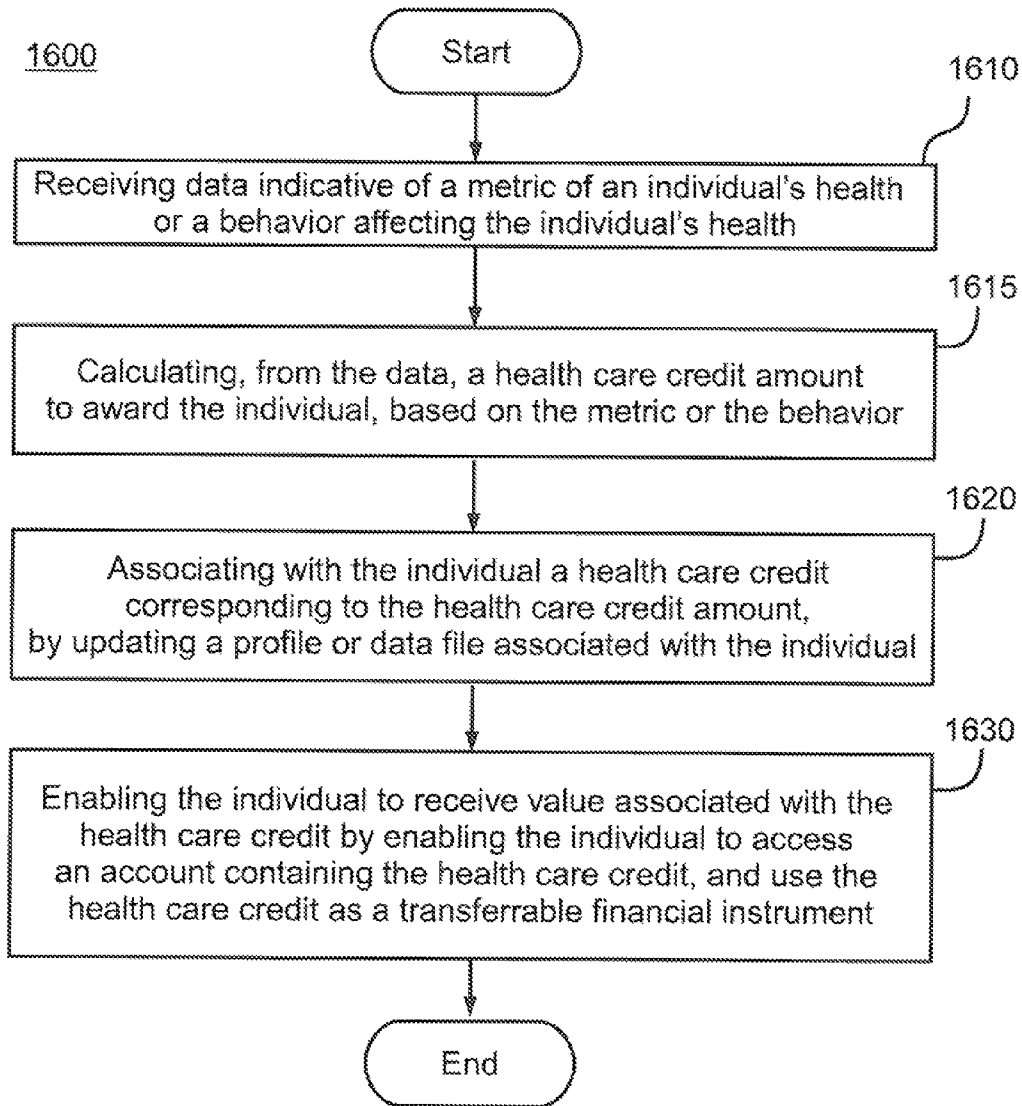 1600
Start
1610
Receiving data indicative of a metric of an individual's health
or a behavior affecting the individual's health
1615
Calculating, from the data, a health care credit amount
to award the individual, based on the metric or the behavior
1620
Associating with the individual a health care credit
corresponding to the health care credit amount,
by updating a profile or data file associated with the individual
1630
Enabling the individual to receive value associated with the
health care credit by enabling the individual to access
an account containing the health care credit, and use the
health care credit as a transferrable financial instrument
End